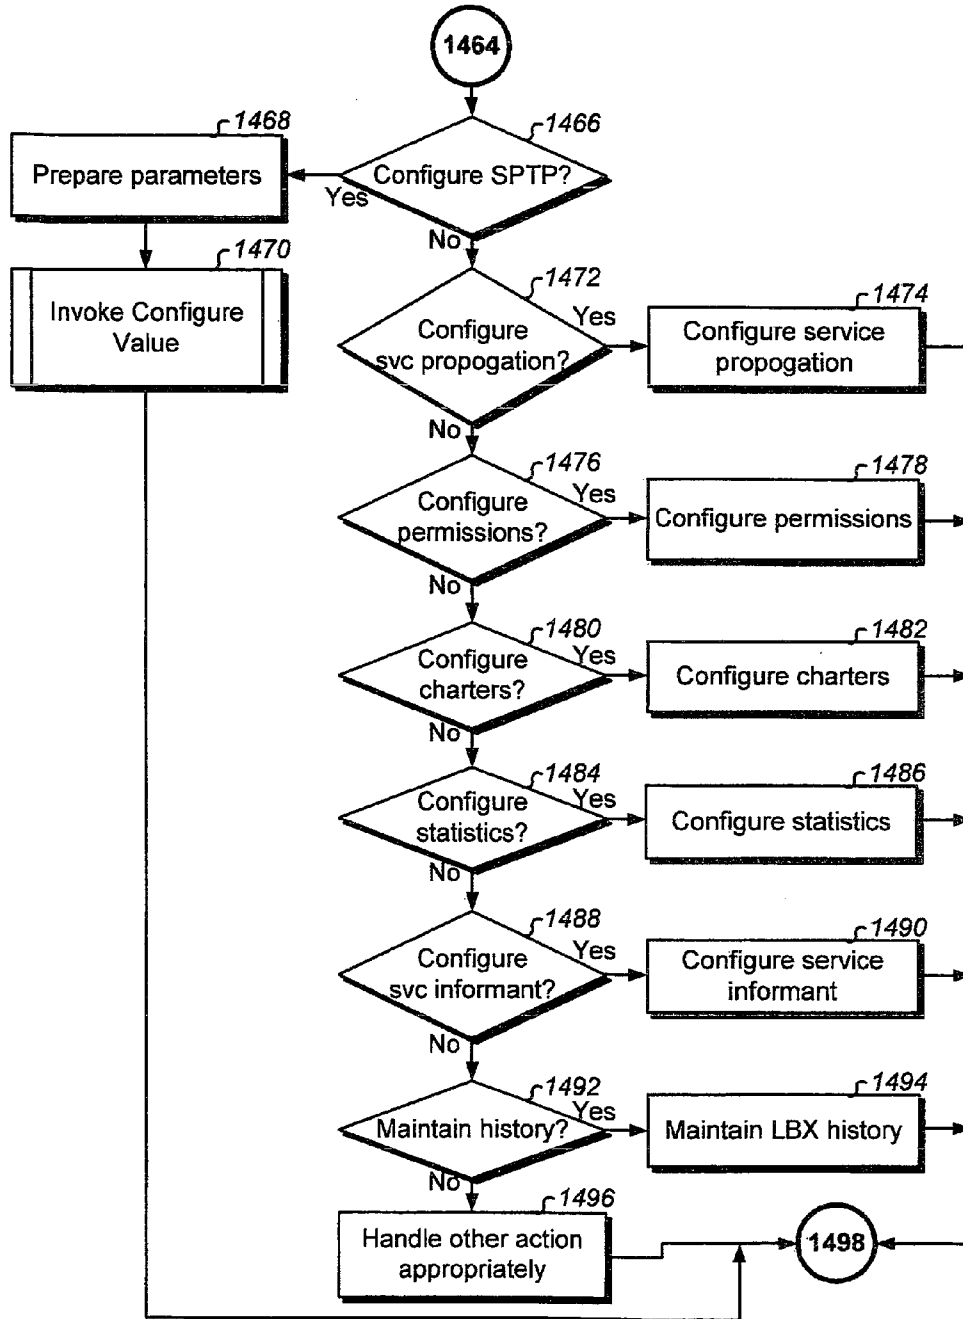 1464
1468
1466
Prepare parameters
Configure SPTP?
Yes
No
1470
1472
Invoke Configure
Value
Configure
svc propogation?
Yes
1474
Configure service
propogation
No
1476
1478
Configure
permissions?
Yes
Configure permissions
No
1480
1482
Configure
charters?
Yes
Configure charters
No
1484
1486
Configure
statistics?
Yes
Configure statistics
No
1488
1490
Configure
svc informant?
Yes
Configure service
informant
No
1492
1494
Maintain history?
Yes
Maintain LBX history
No
1496
Handle other action
appropriately
1498